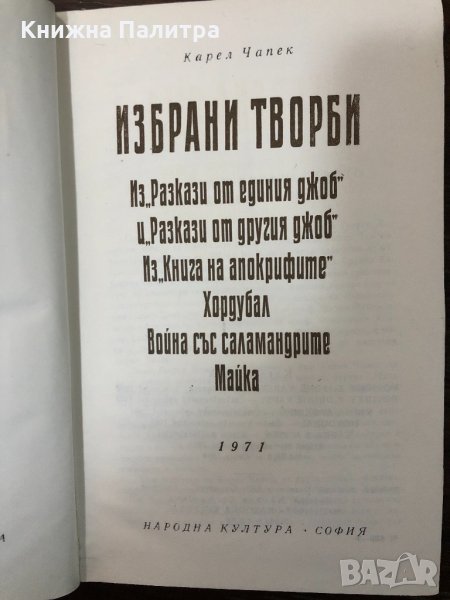 Книжна Палитра
Карел Чапек
ИЗБРАНИ ТВОРБИ
Из „Разкази от единия джоб"
и „Разкази от другия джоб"
Из „Книга на апокрифите"
Хордубал
Война със саламандрите
Майка
1971
НАРОДНА КУЛТУРА · СОФИЯ
BAZAR